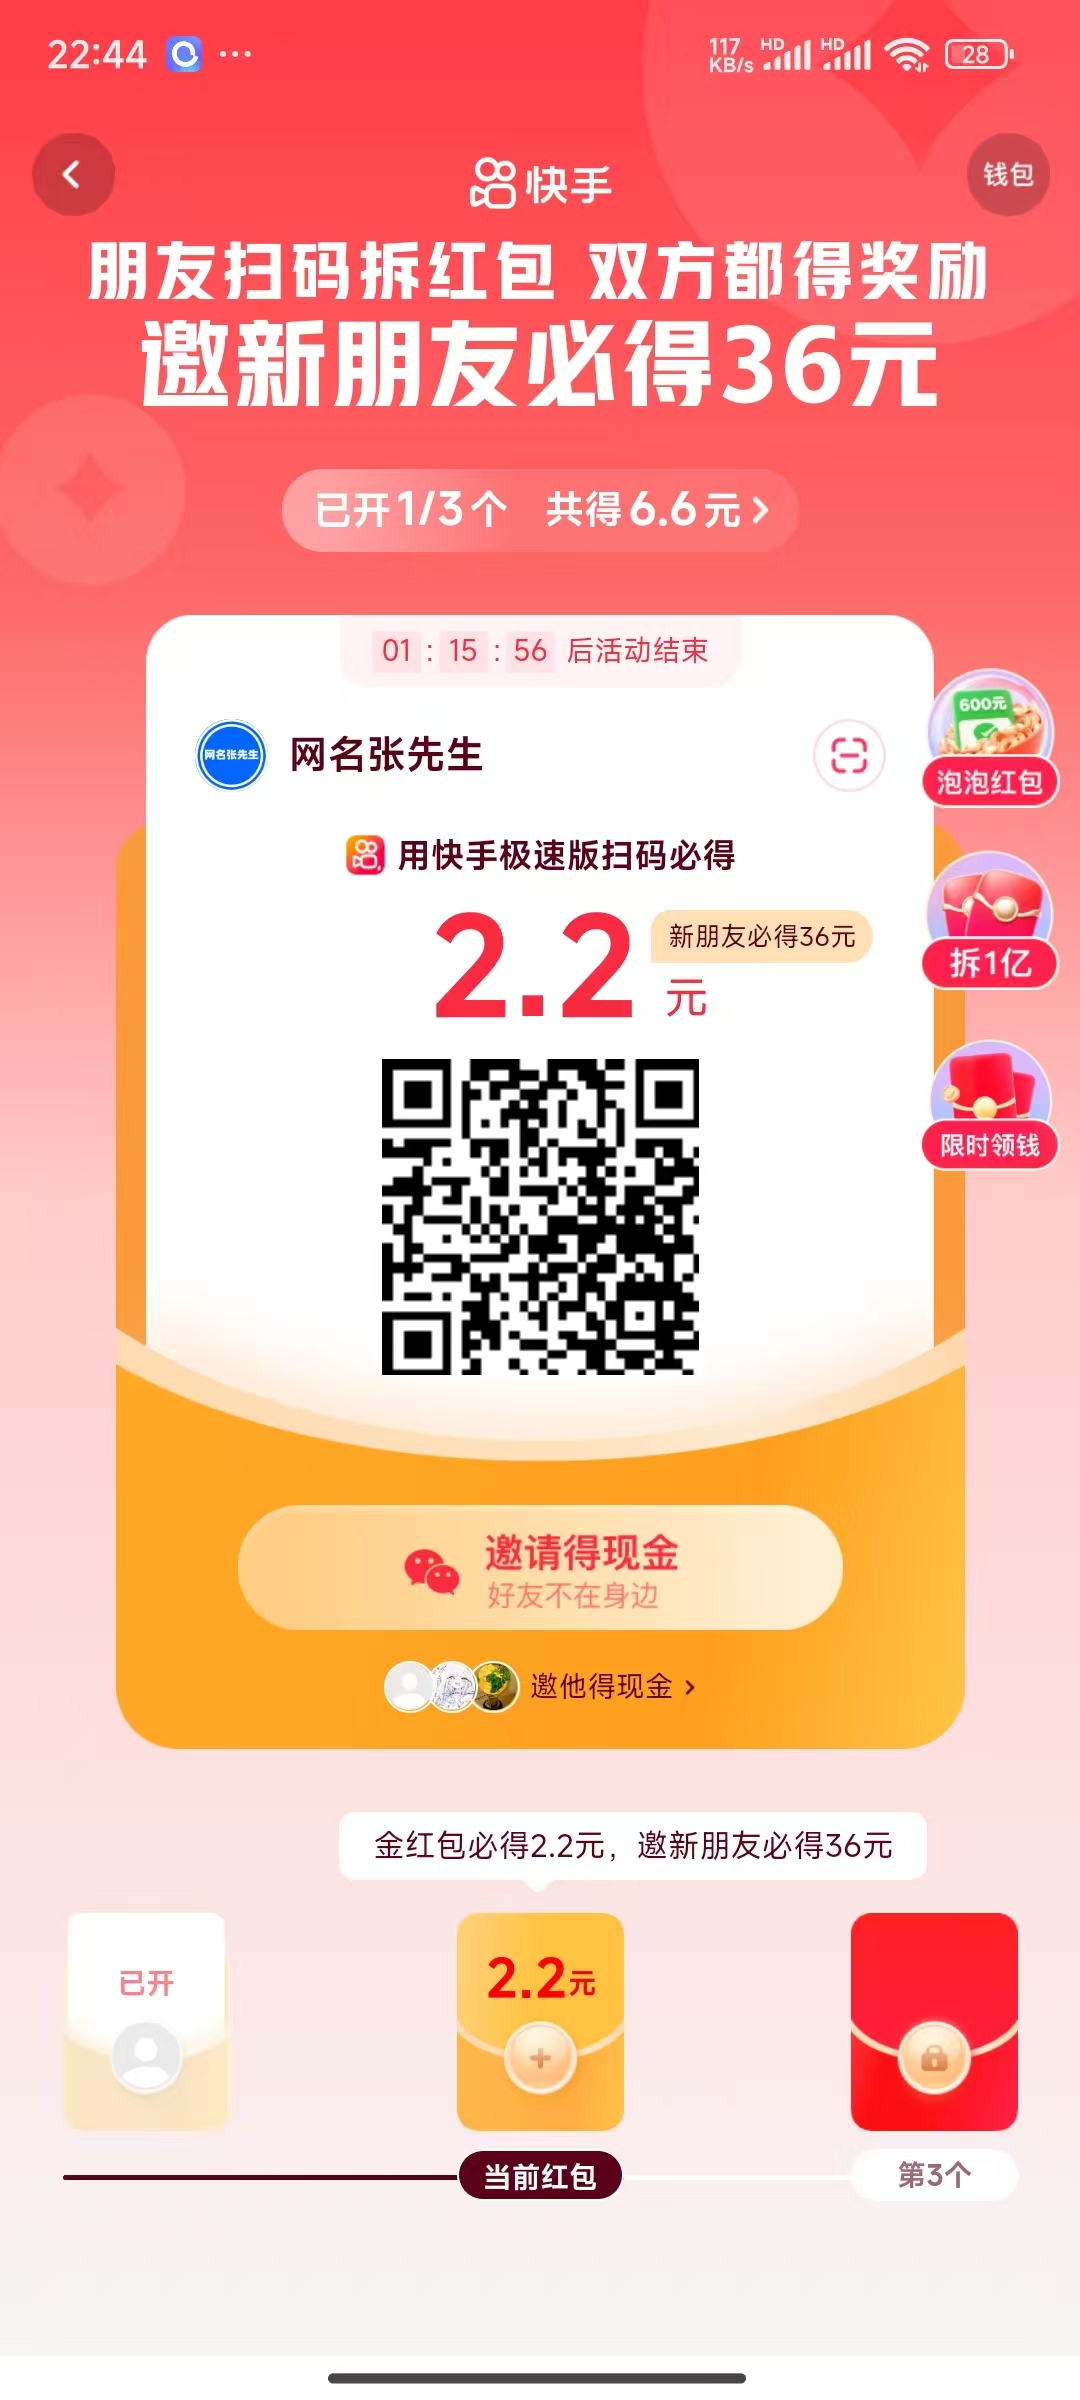 22:44 ...
117 KB/s HD HD 28
快手
钱包
朋友扫码拆红包 双方都得奖励
邀新朋友必得36元
已开1/3个 共得6.6元
01:15:56 后活动结束
网名张先生 网名张先生
600元
泡泡红包
用快手极速版扫码必得
2.2元
新朋友必得36元
拆1亿
限时领钱
邀请得现金
好友不在身边
邀他得现金
金红包必得2.2元，邀新朋友必得36元
已开
2.2元
当前红包
第3个